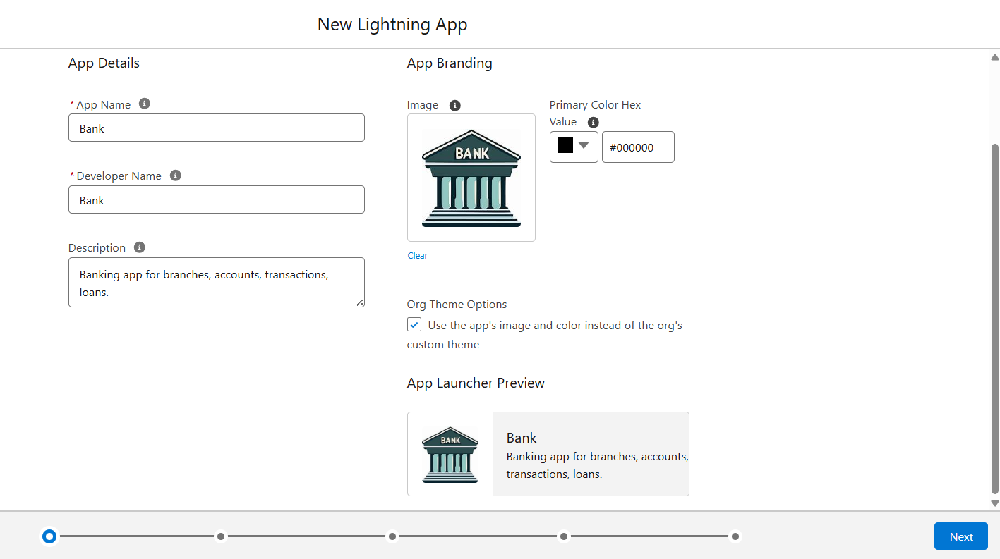 New Lightning App
App Details
* App Name
Bank
* Developer Name
Bank
Description
Banking app for branches, accounts, transactions,
loans.
App Branding
Image
BANK
Clear
Primary Color Hex
Value
#000000
Org Theme Options
Use the app's image and color instead of the org's
custom theme
App Launcher Preview
BANK
Bank
Banking app for branches, accounts,
transactions, loans.
Next